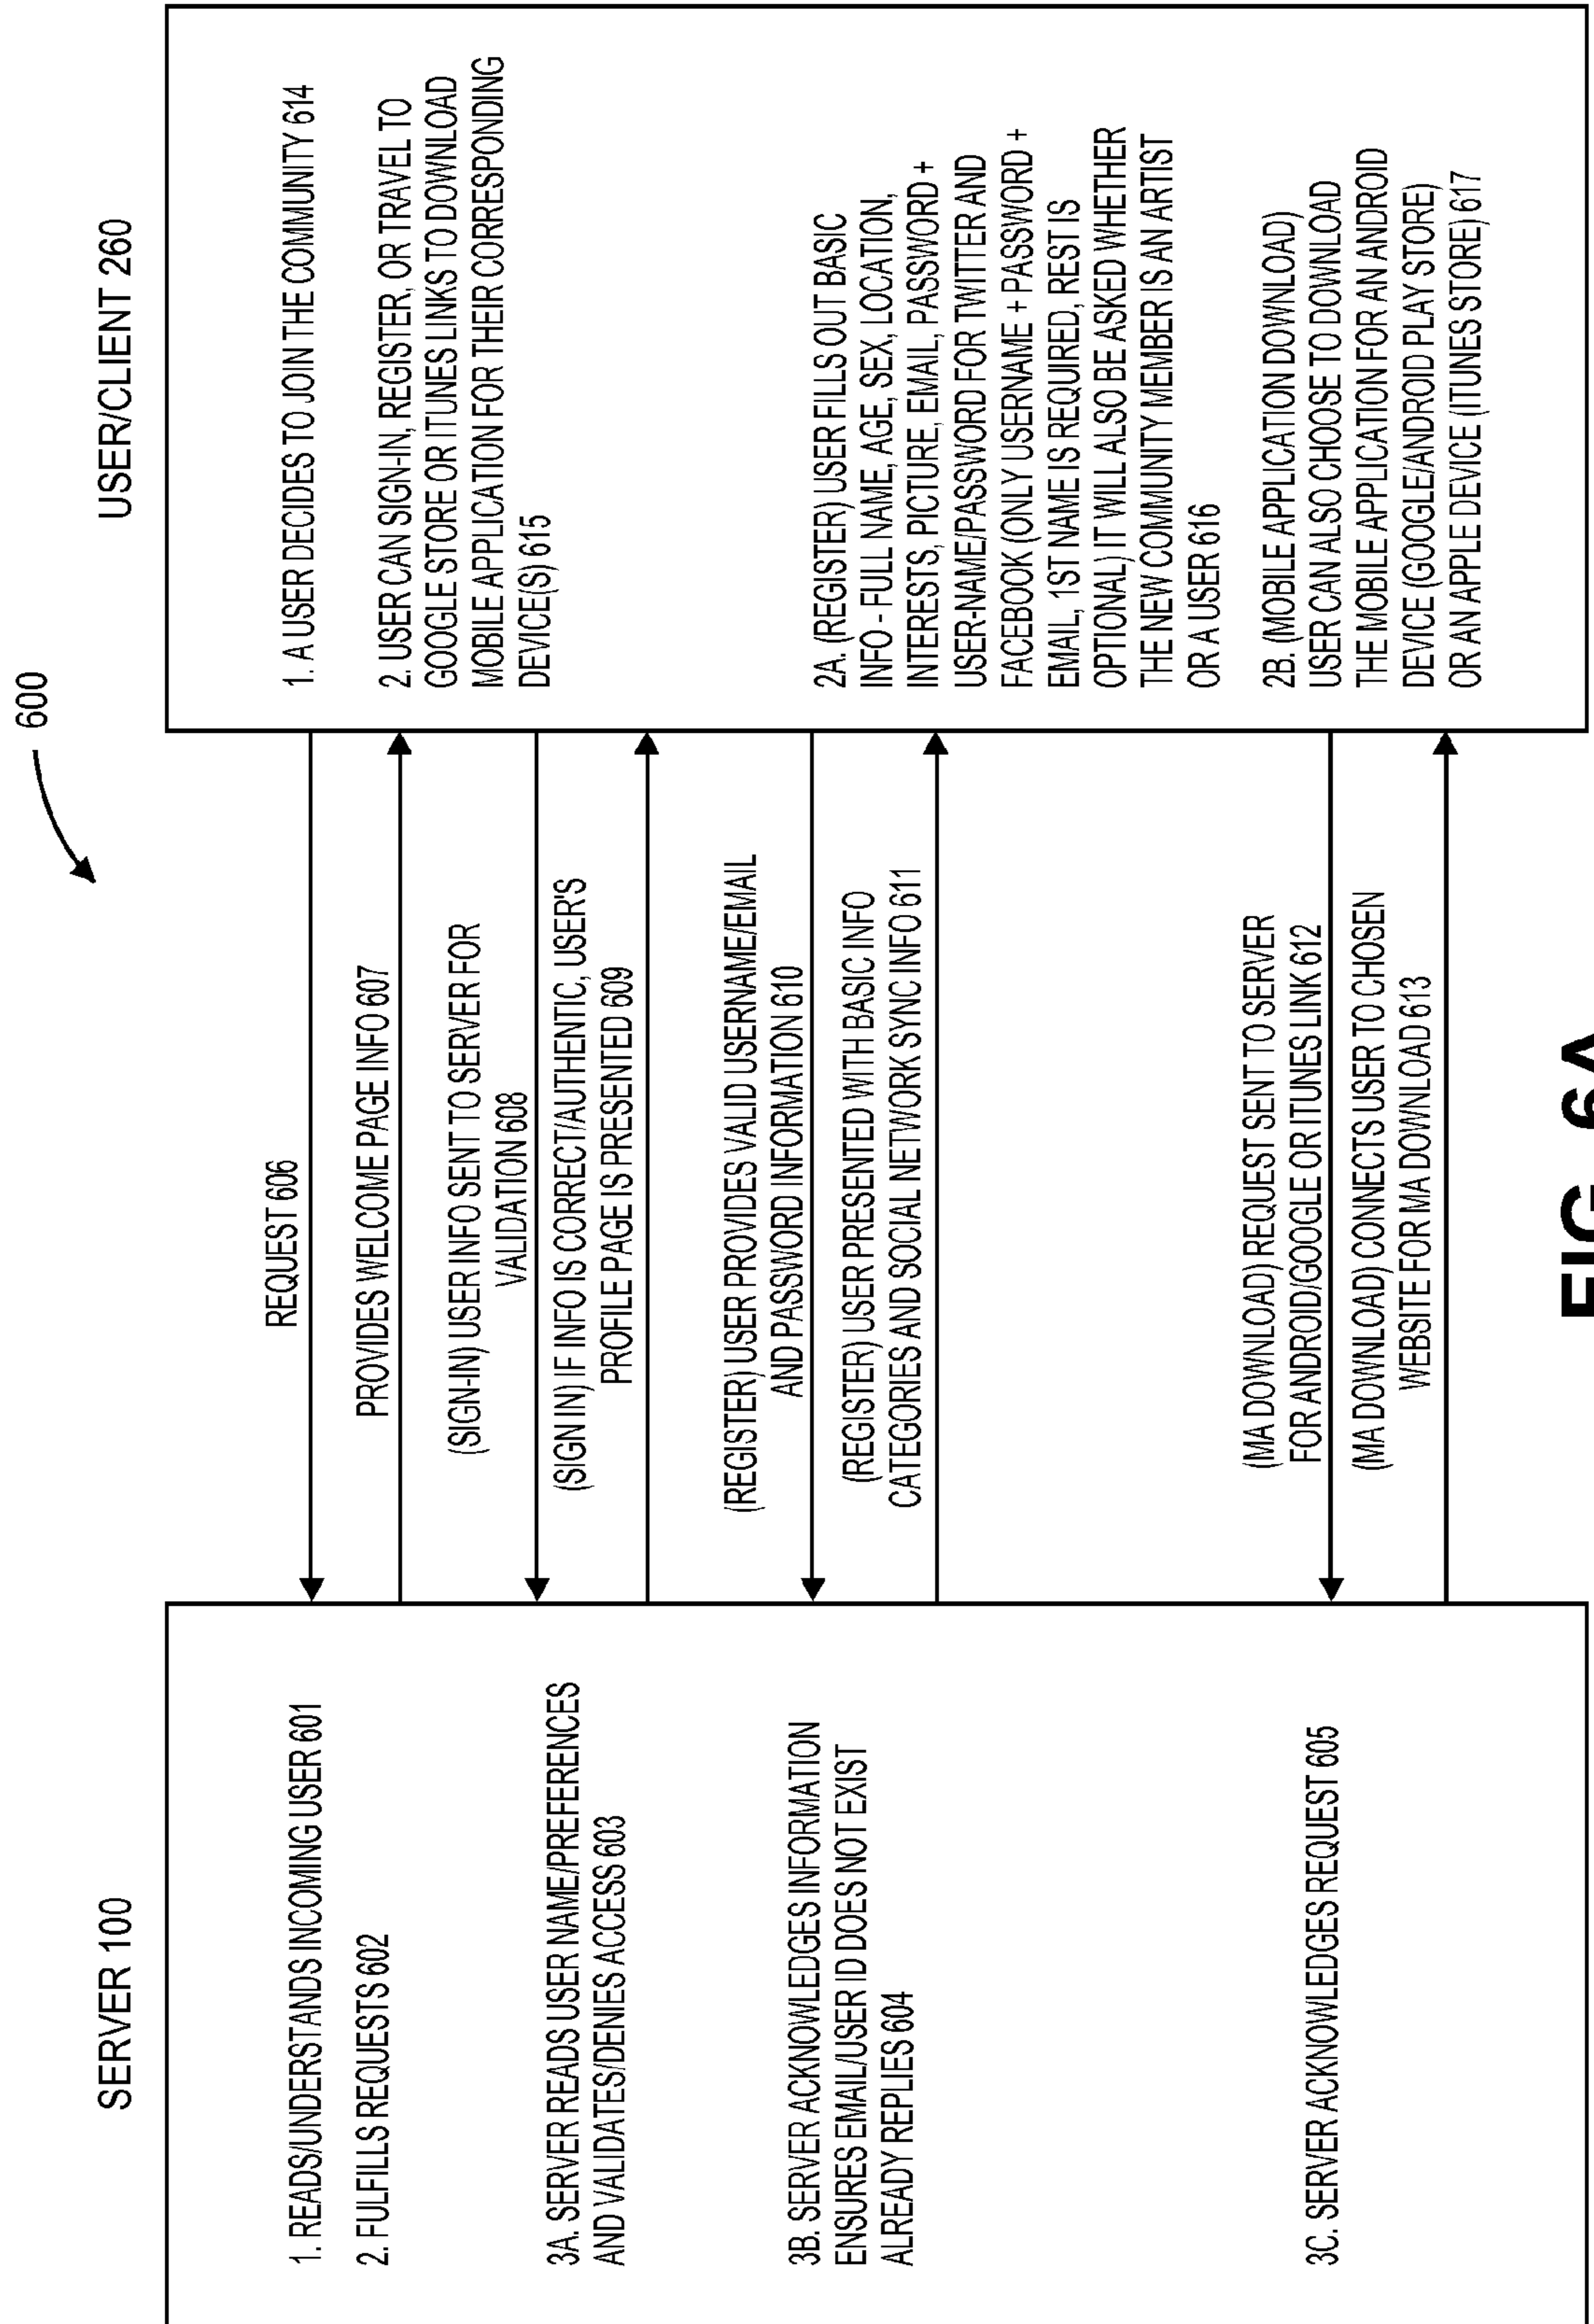 600
SERVER 100
1. READS/UNDERSTANDS INCOMING USER 601
2. FULFILLS REQUESTS 602
3A. SERVER READS USER NAME/PREFERENCES
AND VALIDATES/DENIES ACCESS 603
3B. SERVER ACKNOWLEDGES INFORMATION
ENSURES EMAIL/USER ID DOES NOT EXIST
ALREADY REPLIES 604
3C. SERVER ACKNOWLEDGES REQUEST 605
REQUEST 606
PROVIDES WELCOME PAGE INFO 607
(SIGN-IN) USER INFO SENT TO SERVER FOR
VALIDATION 608
(SIGN IN) IF INFO IS CORRECT/AUTHENTIC, USER'S
PROFILE PAGE IS PRESENTED 609
(REGISTER) USER PROVIDES VALID USERNAME/EMAIL
AND PASSWORD INFORMATION 610
(REGISTER) USER PRESENTED WITH BASIC INFO
CATEGORIES AND SOCIAL NETWORK SYNC INFO 611
(MA DOWNLOAD) REQUEST SENT TO SERVER
FOR ANDROID/GOOGLE OR ITUNES LINK 612
(MA DOWNLOAD) CONNECTS USER TO CHOSEN
WEBSITE FOR MA DOWNLOAD 613
USER/CLIENT 260
1. A USER DECIDES TO JOIN THE COMMUNITY 614
2. USER CAN SIGN-IN, REGISTER, OR TRAVEL TO
GOOGLE STORE OR ITUNES LINKS TO DOWNLOAD
MOBILE APPLICATION FOR THEIR CORRESPONDING
DEVICE(S) 615
2A. (REGISTER) USER FILLS OUT BASIC
INFO - FULL NAME, AGE, SEX, LOCATION,
INTERESTS, PICTURE, EMAIL, PASSWORD +
USER-NAME/PASSWORD FOR TWITTER AND
FACEBOOK (ONLY USERNAME + PASSWORD +
EMAIL, 1ST NAME IS REQUIRED, REST IS
OPTIONAL) IT WILL ALSO BE ASKED WHETHER
THE NEW COMMUNITY MEMBER IS AN ARTIST
OR A USER 616
2B. (MOBILE APPLICATION DOWNLOAD)
USER CAN ALSO CHOOSE TO DOWNLOAD
THE MOBILE APPLICATION FOR AN ANDROID
DEVICE (GOOGLE/ANDROID PLAY STORE)
OR AN APPLE DEVICE (ITUNES STORE) 617
FIG. 6A